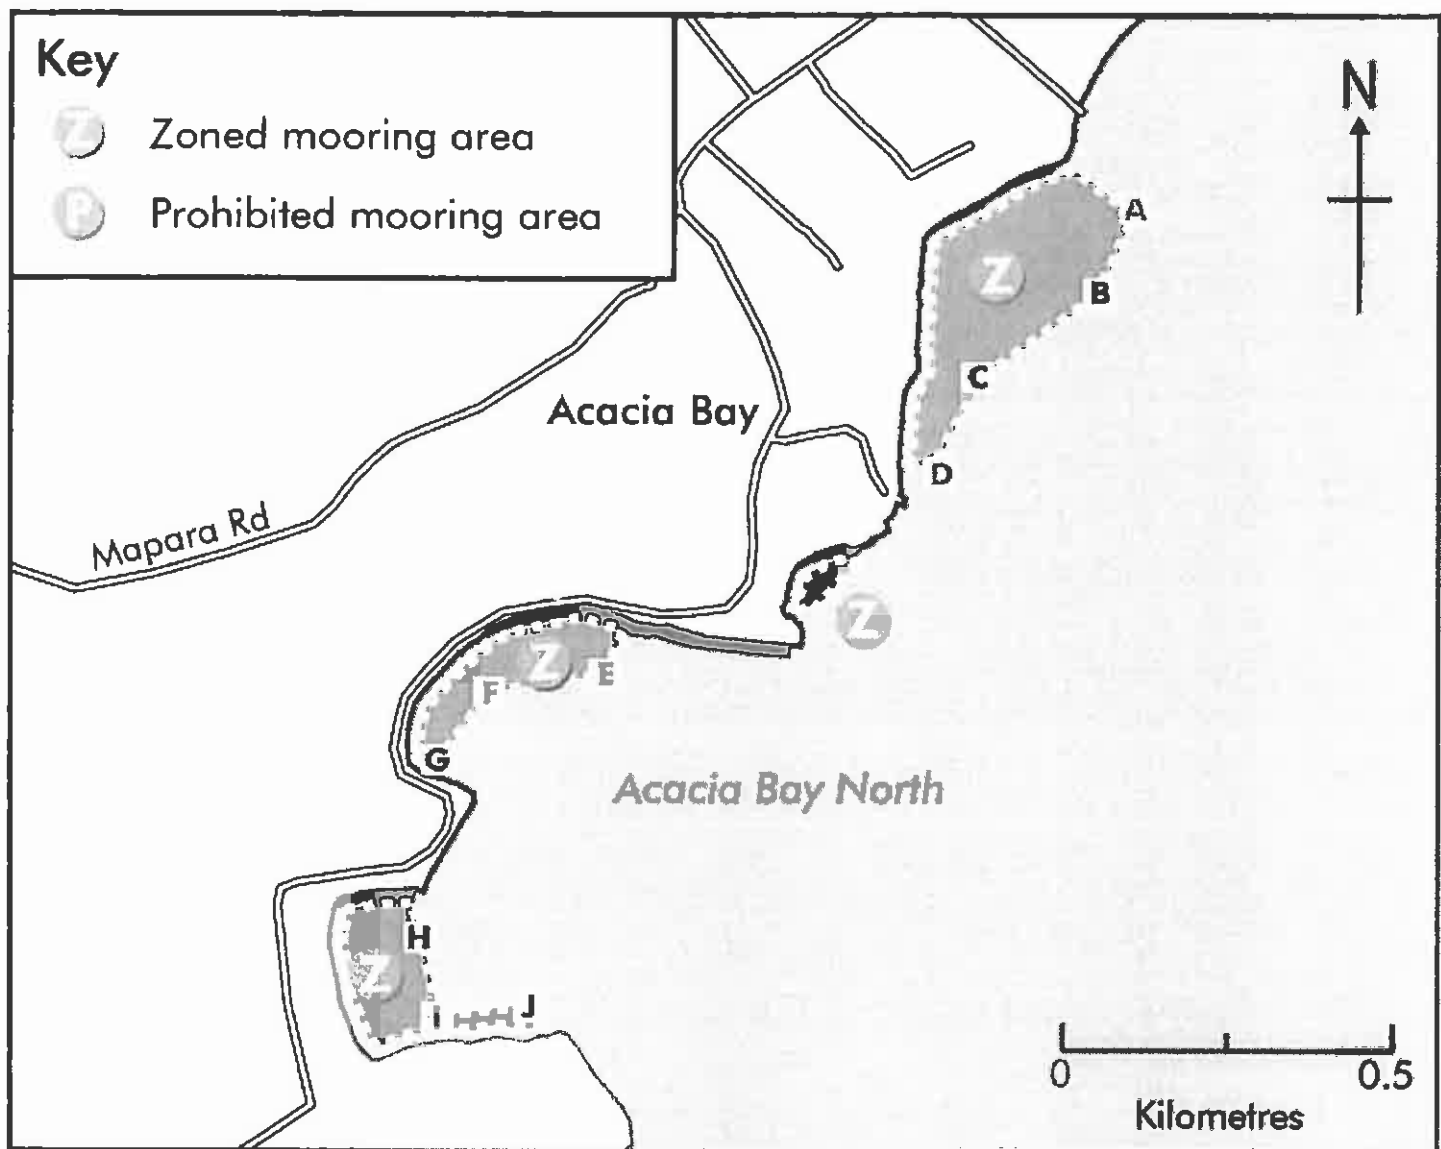 Key
Z Zoned mooring area
P Prohibited mooring area
N
A
Z
B
C
Acacia Bay
D
Mapara Rd
Z
Z
E
F
G
Acacia Bay North
H
Z
I
J
0
0.5
Kilometres